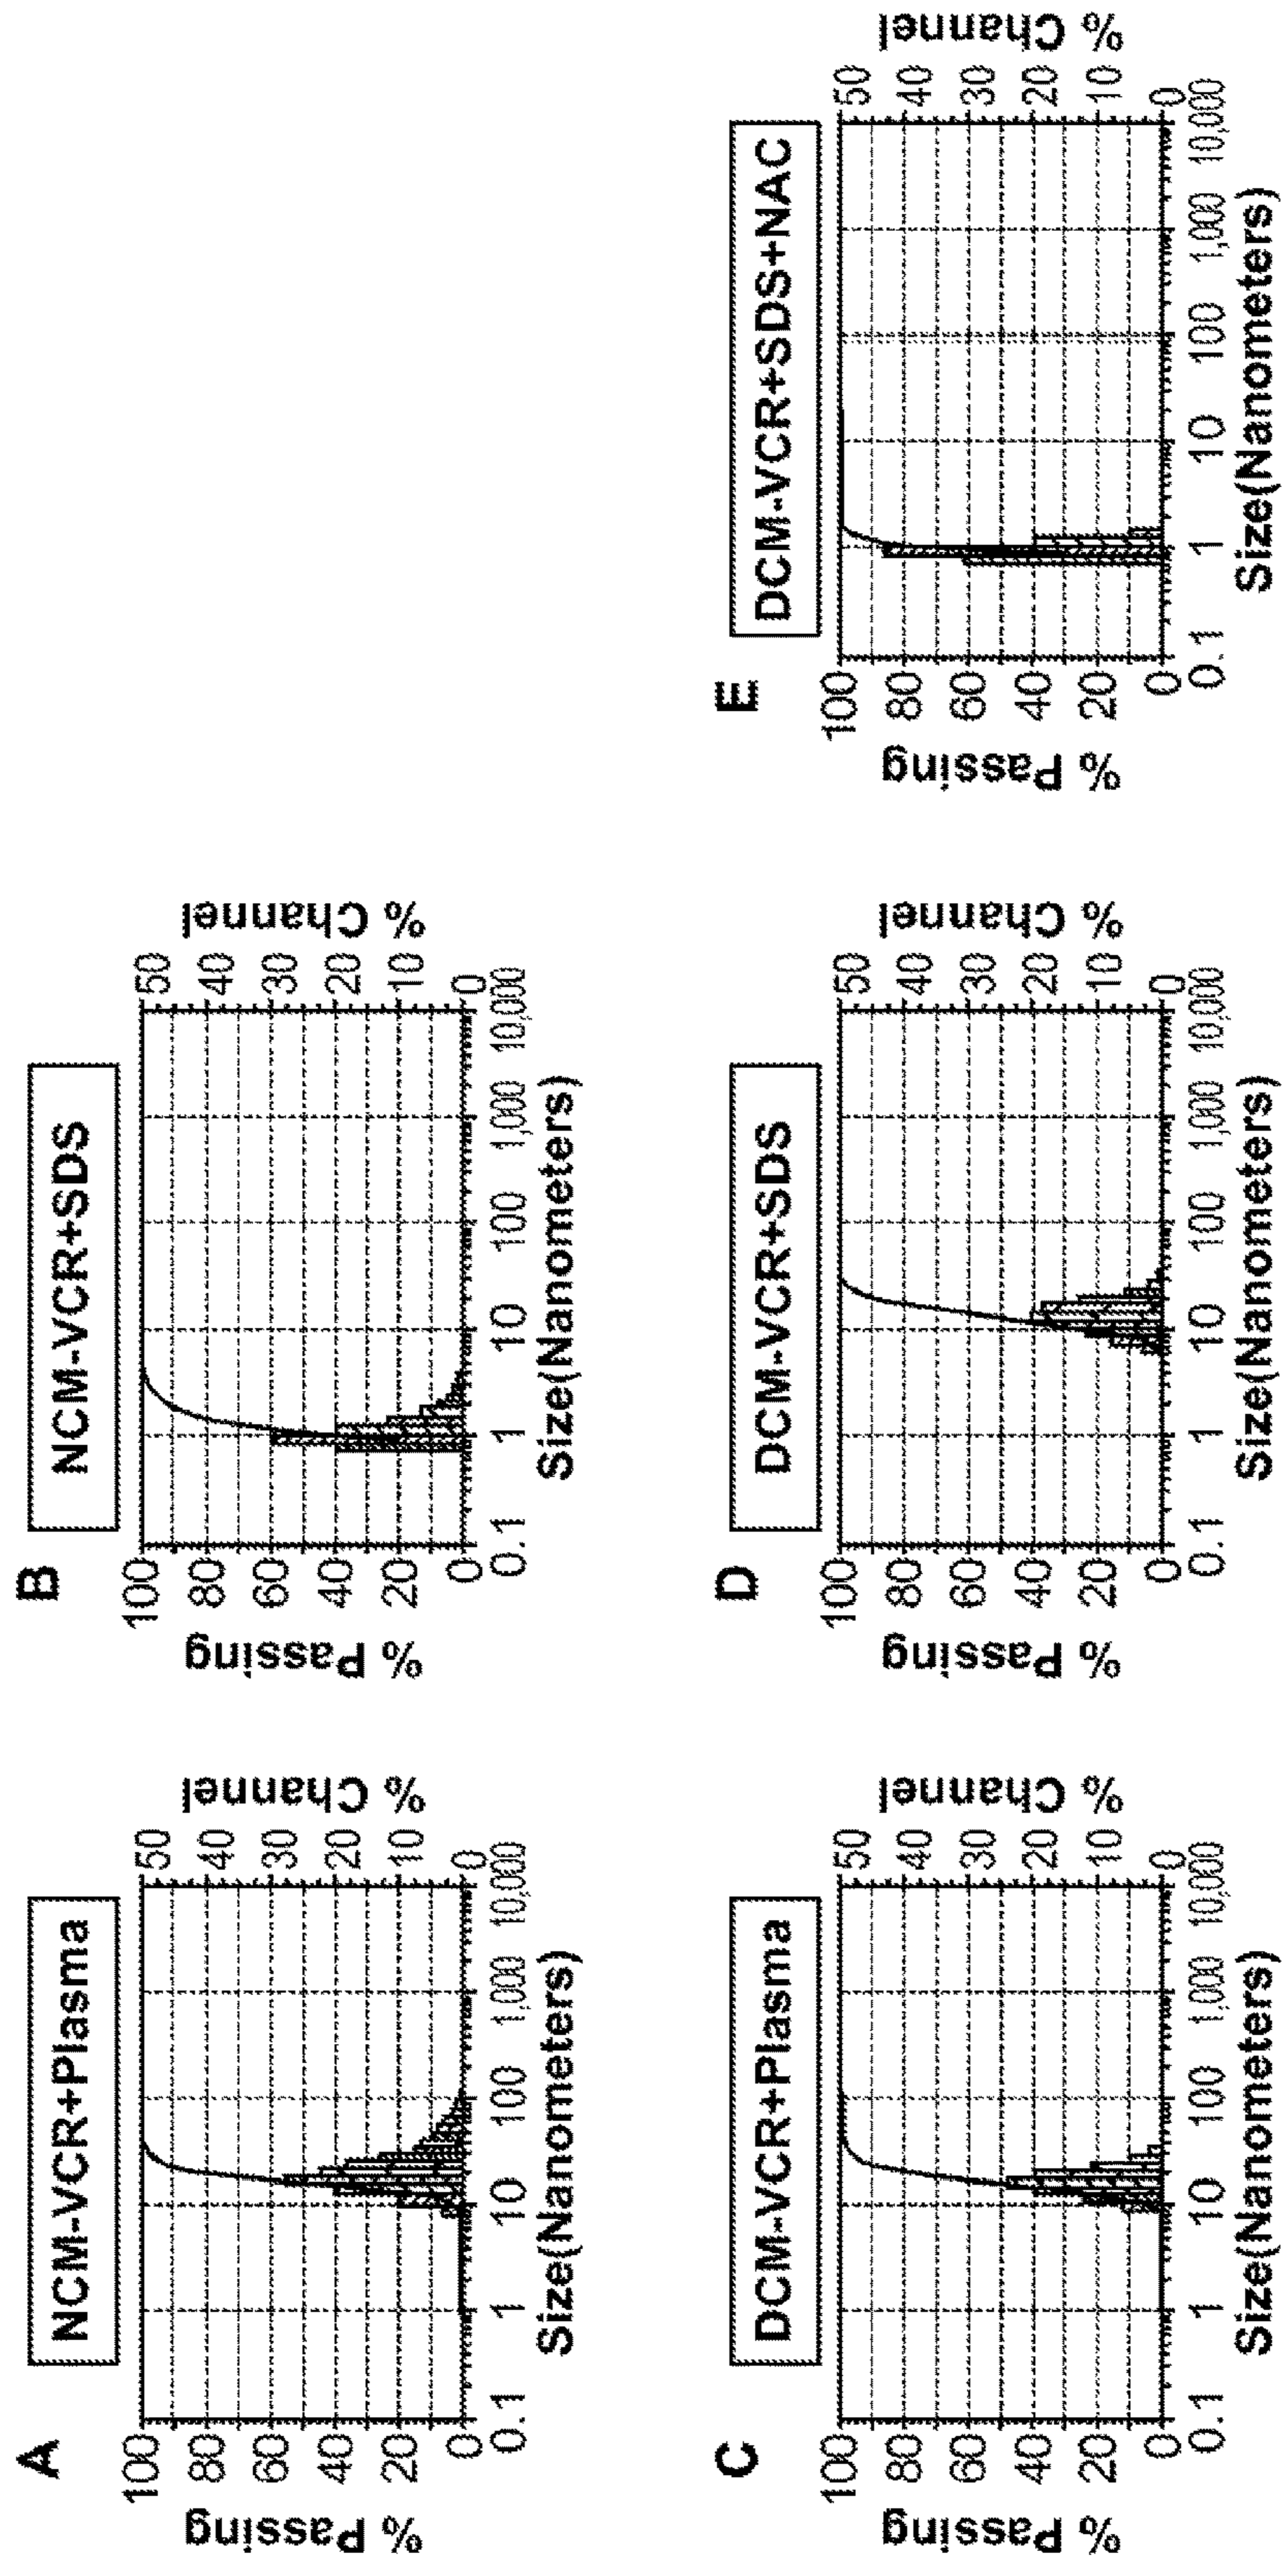 A
NCM-VCR+Plasma
% Passing
100
80
60
40
20
0
50
40
30
20
10
0
% Channel
0.1 1 10 100 1,000 10,000
Size(Nanometers)
B
NCM-VCR+SDS
% Passing
100
80
60
40
20
0
50
40
30
20
10
0
% Channel
0.1 1 10 100 1,000 10,000
Size(Nanometers)
C
DCM-VCR+Plasma
% Passing
100
80
60
40
20
0
50
40
30
20
10
0
% Channel
0.1 1 10 100 1,000 10,000
Size(Nanometers)
D
DCM-VCR+SDS
% Passing
100
80
60
40
20
0
50
40
30
20
10
0
% Channel
0.1 1 10 100 1,000 10,000
Size(Nanometers)
E
DCM-VCR+SDS+NAC
% Passing
100
80
60
40
20
0
50
40
30
20
10
0
% Channel
0.1 1 10 100 1,000 10,000
Size(Nanometers)